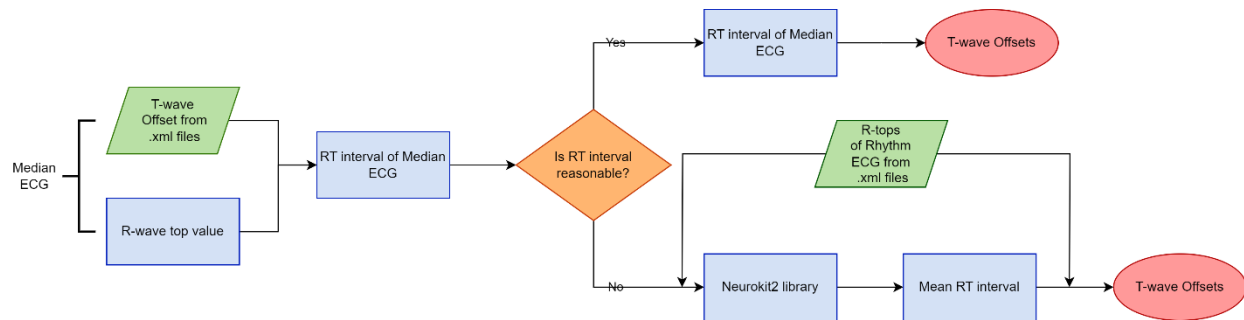 Median
ECG
T-wave
Offset from
.xml files
R-wave top value
RT interval of Median
ECG
Is RT interval
reasonable?
Yes
RT interval of Median
ECG
T-wave Offsets
R-tops
of Rhythm
ECG from
.xml files
No
Neurokit2 library
Mean RT interval
T-wave Offsets